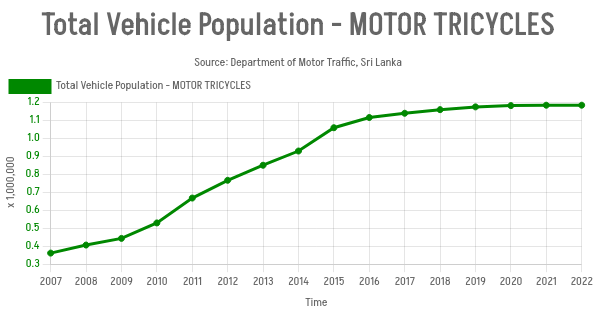 Total Vehicle Population - MOTOR TRICYCLES
Source: Department of Motor Traffic, Sri Lanka
Total Vehicle Population - MOTOR TRICYCLES
1.2
1.1
1.0
0.9
0.8
0.7
0.6
0.5
0.4
0.3
x 1,000,000
2007 2008 2009 2010 2011 2012 2013 2014 2015 2016 2017 2018 2019 2020 2021 2022
Time